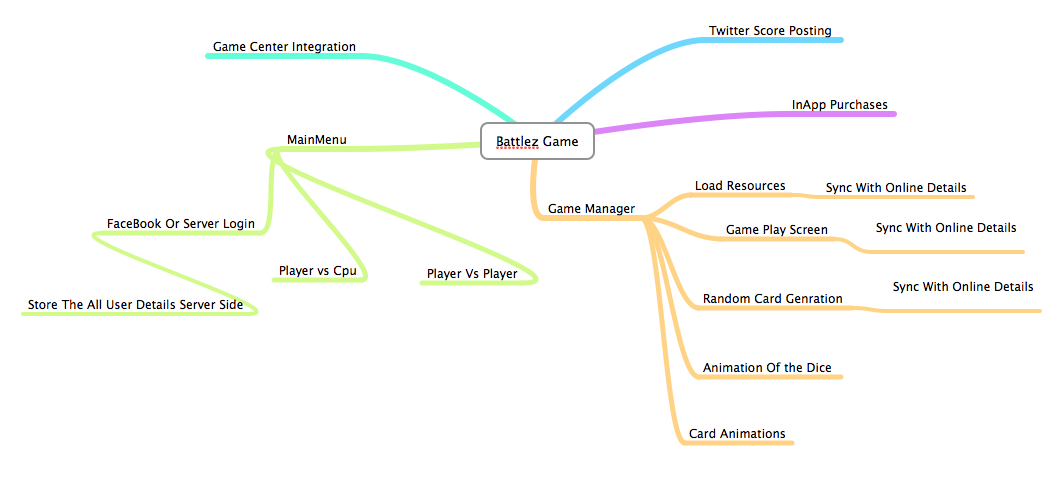 Twitter Score Posting
Game Center Integration
InApp Purchases
Battlez Game
MainMenu
Load Resources
Sync With Online Details
Game Manager
FaceBook Or Server Login
Game Play Screen
Sync With Online Details
Player vs Cpu
Player Vs Player
Sync With Online Details
Store The All User Details Server Side
Random Card Genration
Animation Of the Dice
Card Animations